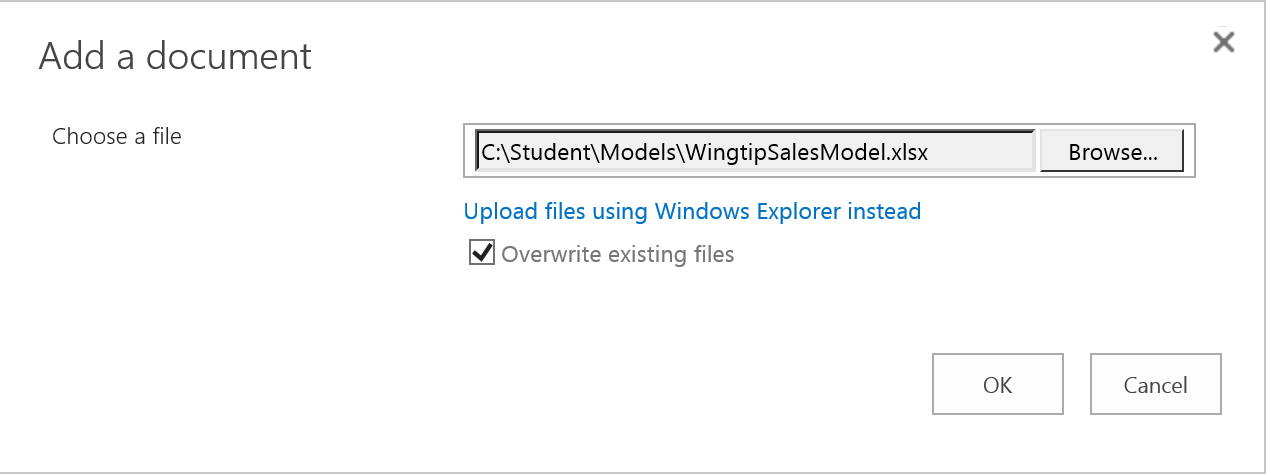 Add a document
Choose a file
C:\Student\Models\WingtipSalesModel.xlsx
Browse...
Upload files using Windows Explorer instead
Overwrite existing files
OK
Cancel